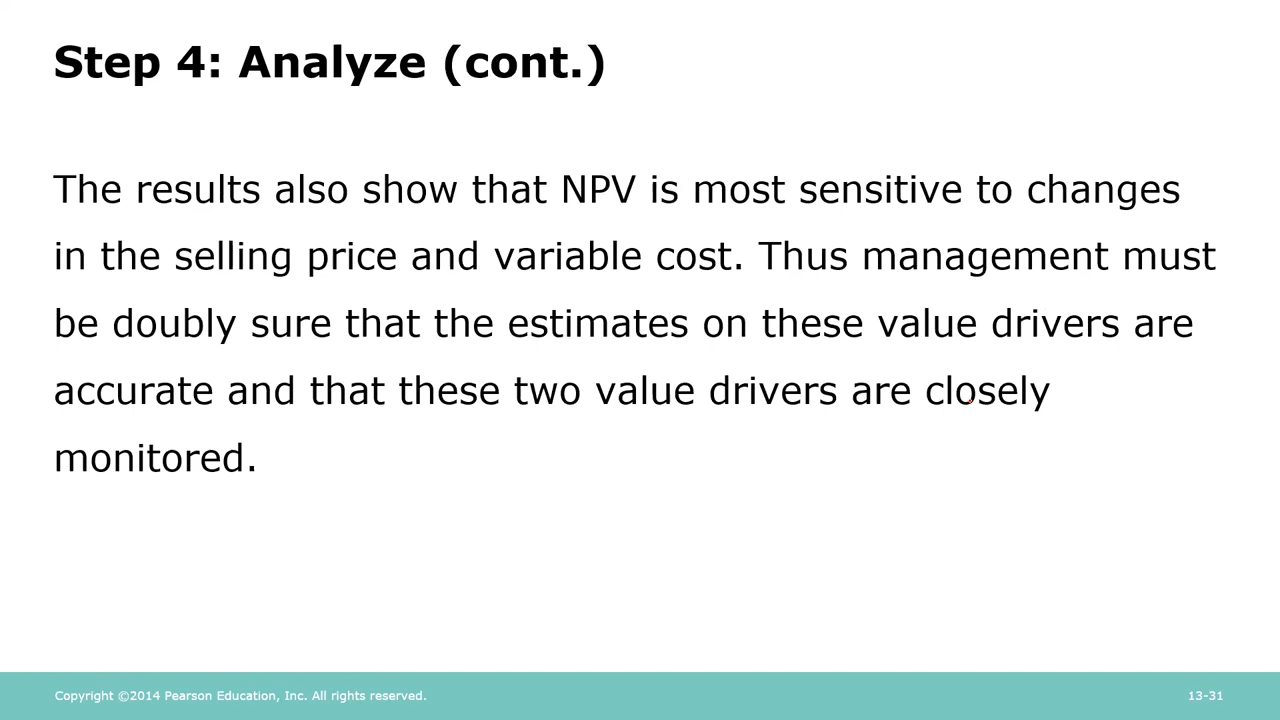 Step 4: Analyze (cont.)
The results also show that NPV is most sensitive to changes
in the selling price and variable cost. Thus management must
be doubly sure that the estimates on these value drivers are
accurate and that these two value drivers are closely
monitored.
Copyright ©2014 Pearson Education, Inc. All rights reserved.
13-31